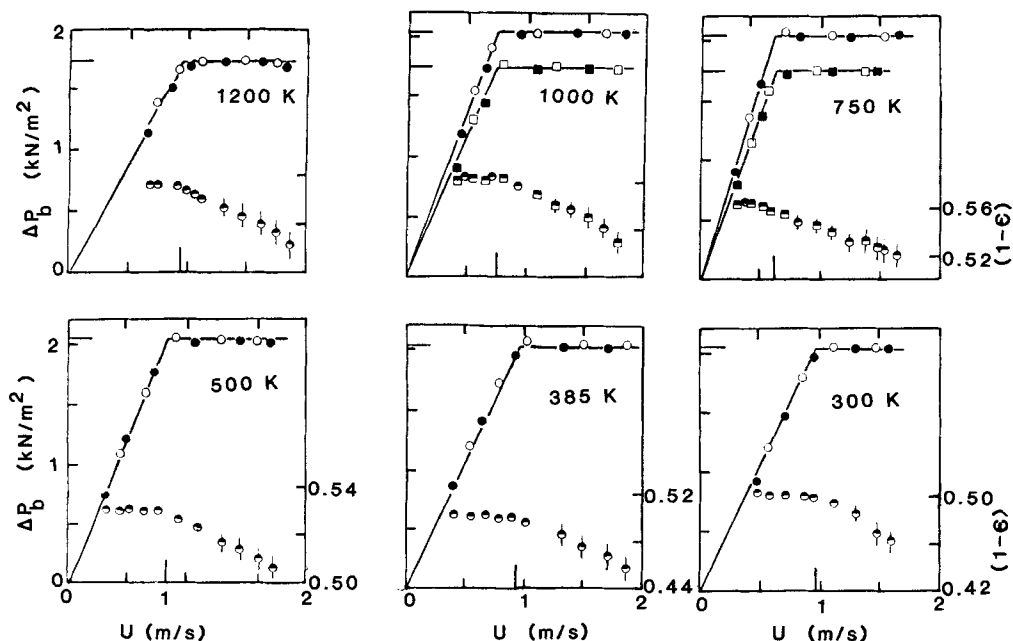 2
1
0
ΔP_b (kN/m²)
1200 K
1000 K
750 K
0.56
0.52
(1-ϵ)
2
1
0
ΔP_b (kN/m²)
500 K
0.54
0.50
385 K
0.52
0.44
300 K
0.50
0.42
(1-ϵ)
0 1 2
0 1 2
0 1 2
U (m/s)
U (m/s)
U (m/s)